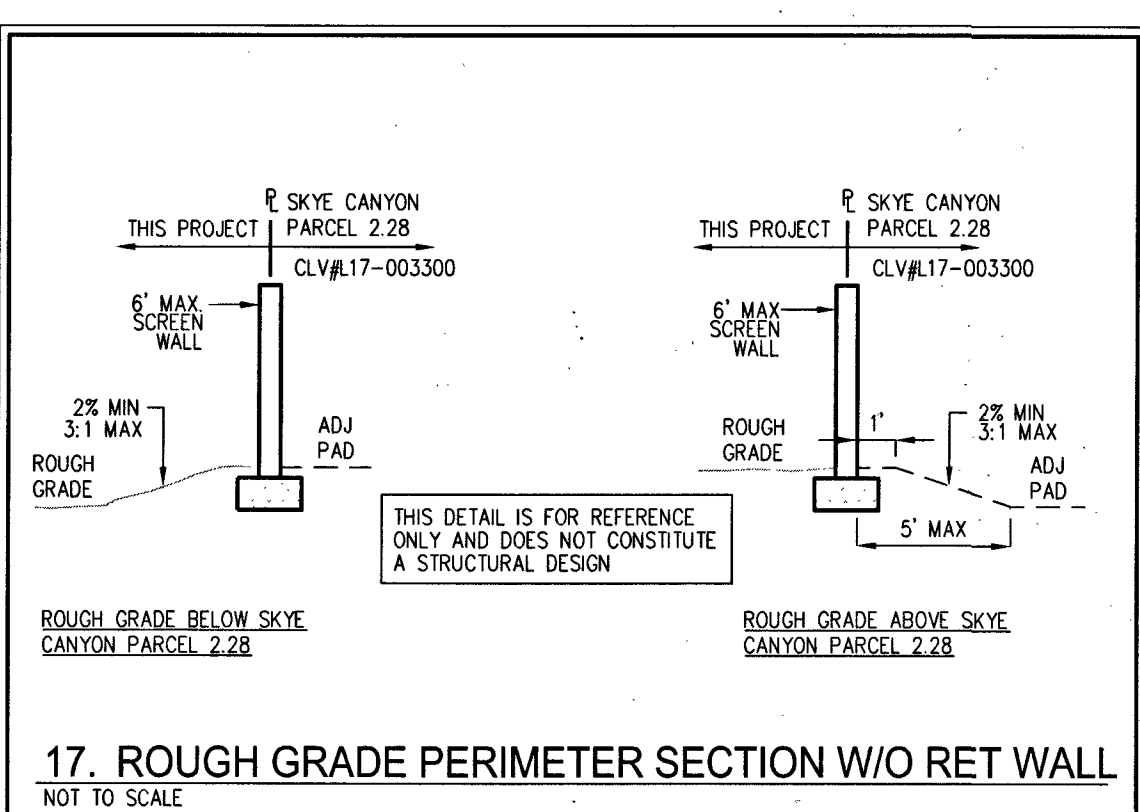 ℄ SKYE CANYON
THIS PROJECT PARCEL 2.28
CLV#L17-003300
6' MAX.
SCREEN
WALL
2% MIN
3:1 MAX
ROUGH
GRADE
ADJ
PAD
ROUGH GRADE BELOW SKYE
CANYON PARCEL 2.28
THIS DETAIL IS FOR REFERENCE
ONLY AND DOES NOT CONSTITUTE
A STRUCTURAL DESIGN
℄ SKYE CANYON
THIS PROJECT PARCEL 2.28
CLV#L17-003300
6' MAX
SCREEN
WALL
ROUGH
GRADE
1'
2% MIN
3:1 MAX
ADJ
PAD
5' MAX
ROUGH GRADE ABOVE SKYE
CANYON PARCEL 2.28
17. ROUGH GRADE PERIMETER SECTION W/O RET WALL
NOT TO SCALE